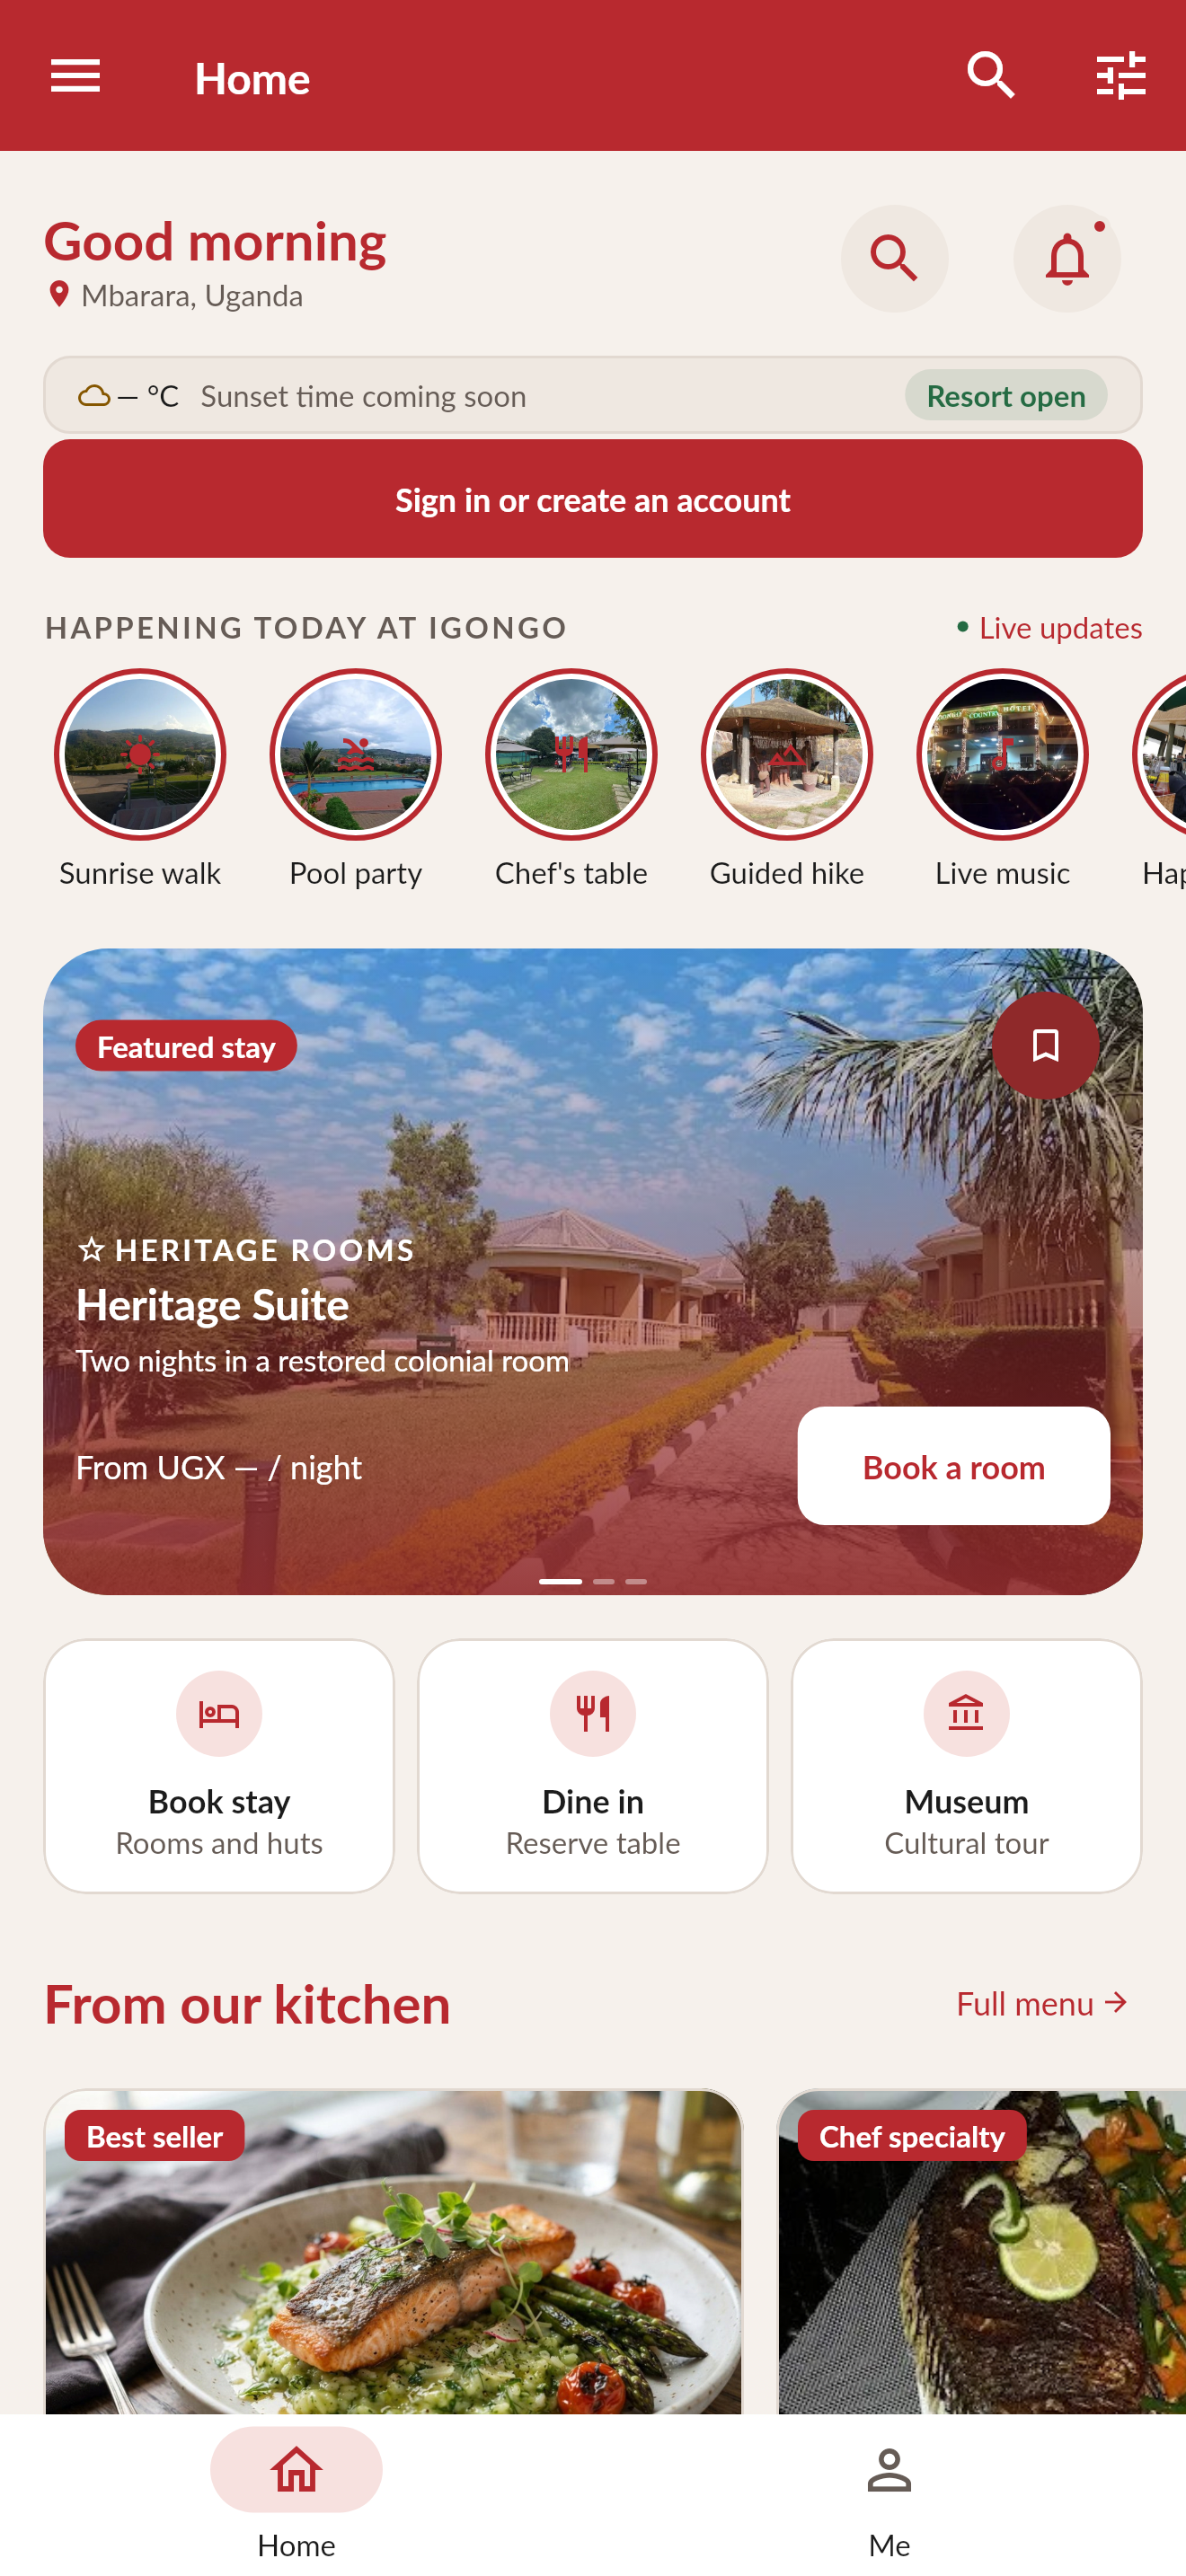 Home
Good morning
Mbarara, Uganda
— °C Sunset time coming soon
Resort open
Sign in or create an account
HAPPENING TODAY AT IGONGO
Live updates
Sunrise walk
Pool party
Chef's table
Guided hike
Live music
Hap
Featured stay
HERITAGE ROOMS
Heritage Suite
Two nights in a restored colonial room
From UGX — / night
Book a room
Book stay
Rooms and huts
Dine in
Reserve table
Museum
Cultural tour
From our kitchen
Full menu →
Best seller
Chef specialty
Home
Me